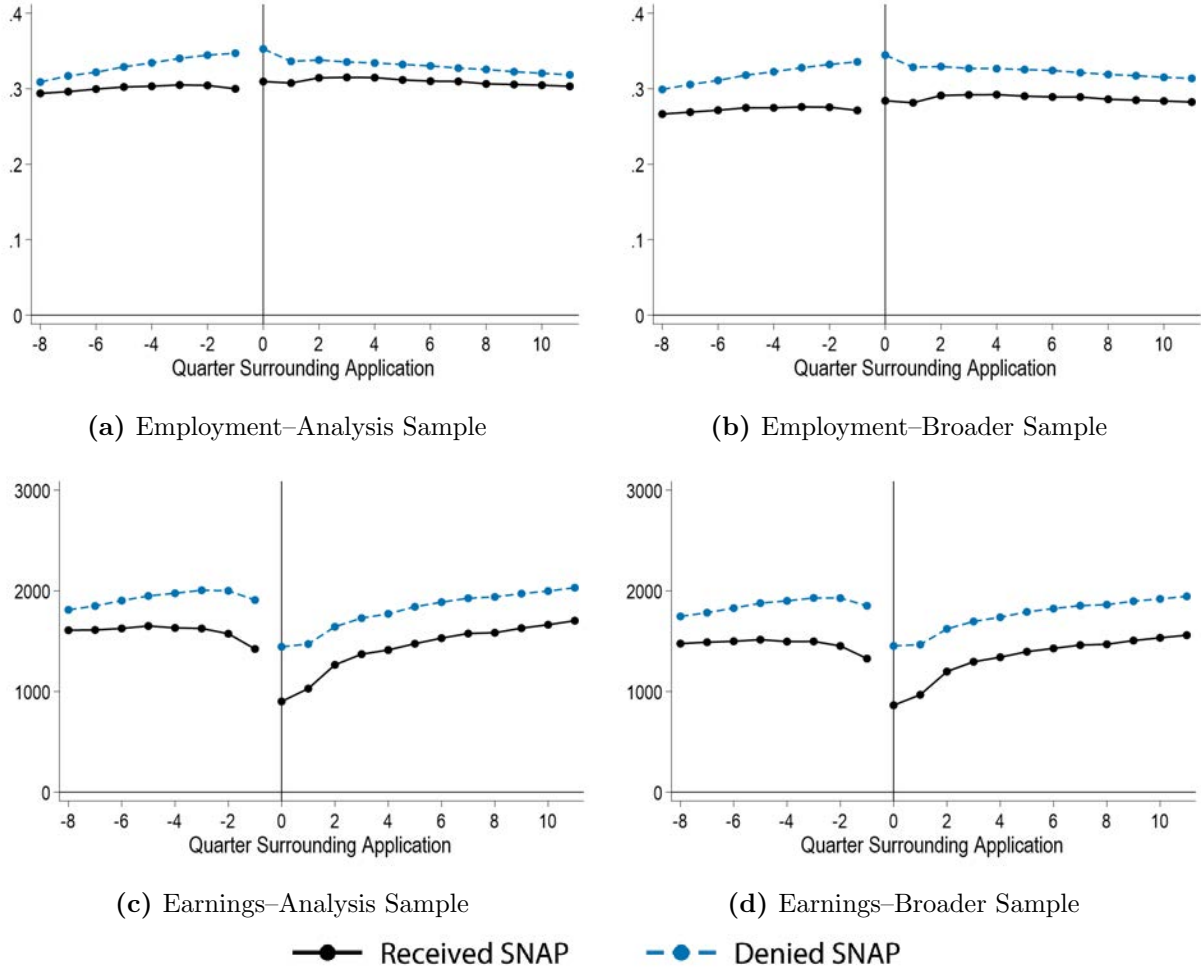 .4 .4
.3 .3
.2 .2
.1 .1
0 0
-8 -6 -4 -2 0 2 4 6 8 10 -8 -6 -4 -2 0 2 4 6 8 10
Quarter Surrounding Application Quarter Surrounding Application
(a) Employment–Analysis Sample (b) Employment–Broader Sample
3000 3000
2000 2000
1000 1000
0 0
-8 -6 -4 -2 0 2 4 6 8 10 -8 -6 -4 -2 0 2 4 6 8 10
Quarter Surrounding Application Quarter Surrounding Application
(c) Earnings–Analysis Sample (d) Earnings–Broader Sample
Received SNAP Denied SNAP